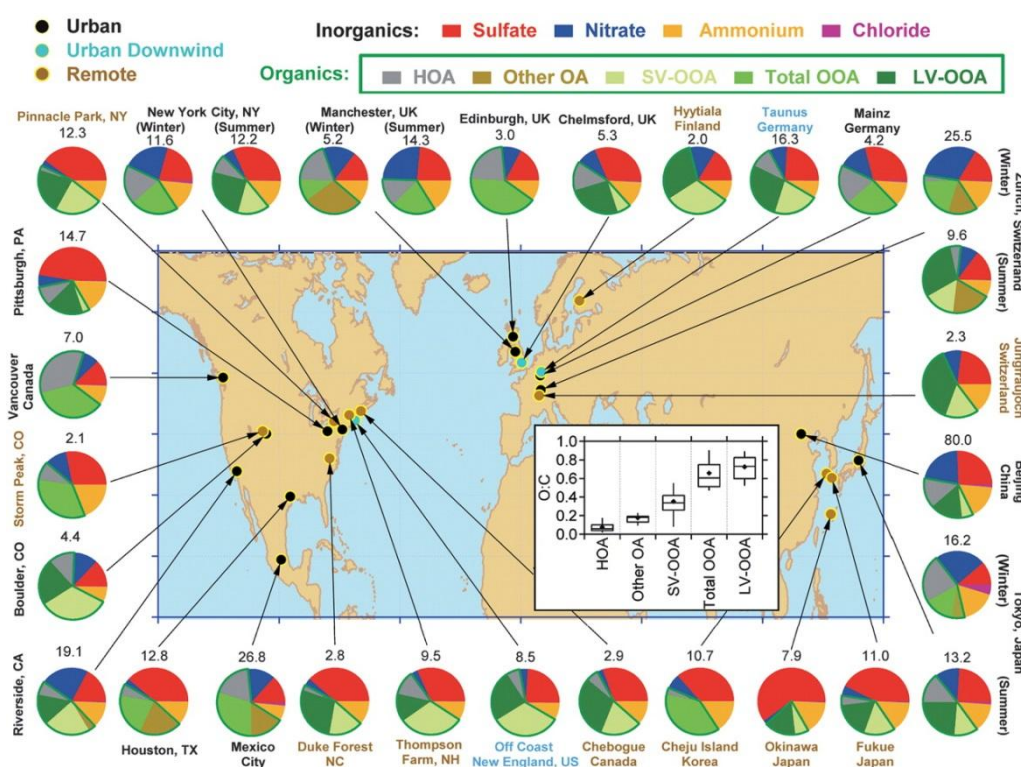 Urban
Urban Downwind
Remote
Inorganics: Sulfate Nitrate Ammonium Chloride
Organics: HOA Other OA SV-OOA Total OOA LV-OOA
Pinnacle Park, NY
12.3
New York City, NY
(Winter) (Summer)
11.6 12.2
Manchester, UK
(Winter) (Summer)
5.2 14.3
Edinburgh, UK
3.0
Chelmsford, UK
5.3
Hyytiala
Finland
2.0
Taunus
Germany
16.3
Mainz
Germany
4.2
25.5
(Winter)
Zurich, Switzerland
9.6
(Summer)
Pittsburgh, PA
14.7
Vancouver
Canada
7.0
2.3
Jungfraujoch
Switzerland
Storm Peak, CO
2.1
80.0
Beijing
China
O:C
1.0
0.8
0.6
0.4
0.2
0.0
HOA
Other OA
SV-OOA
Total OOA
LV-OOA
Boulder, CO
4.4
16.2
(Winter)
Tokyo, Japan
13.2
(Summer)
Riverside, CA
19.1
12.8
Houston, TX
26.8
Mexico
City
2.8
Duke Forest
NC
9.5
Thompson
Farm, NH
8.5
Off Coast
New England, US
2.9
Chebogue
Canada
10.7
Cheju Island
Korea
7.9
Okinawa
Japan
11.0
Fukue
Japan